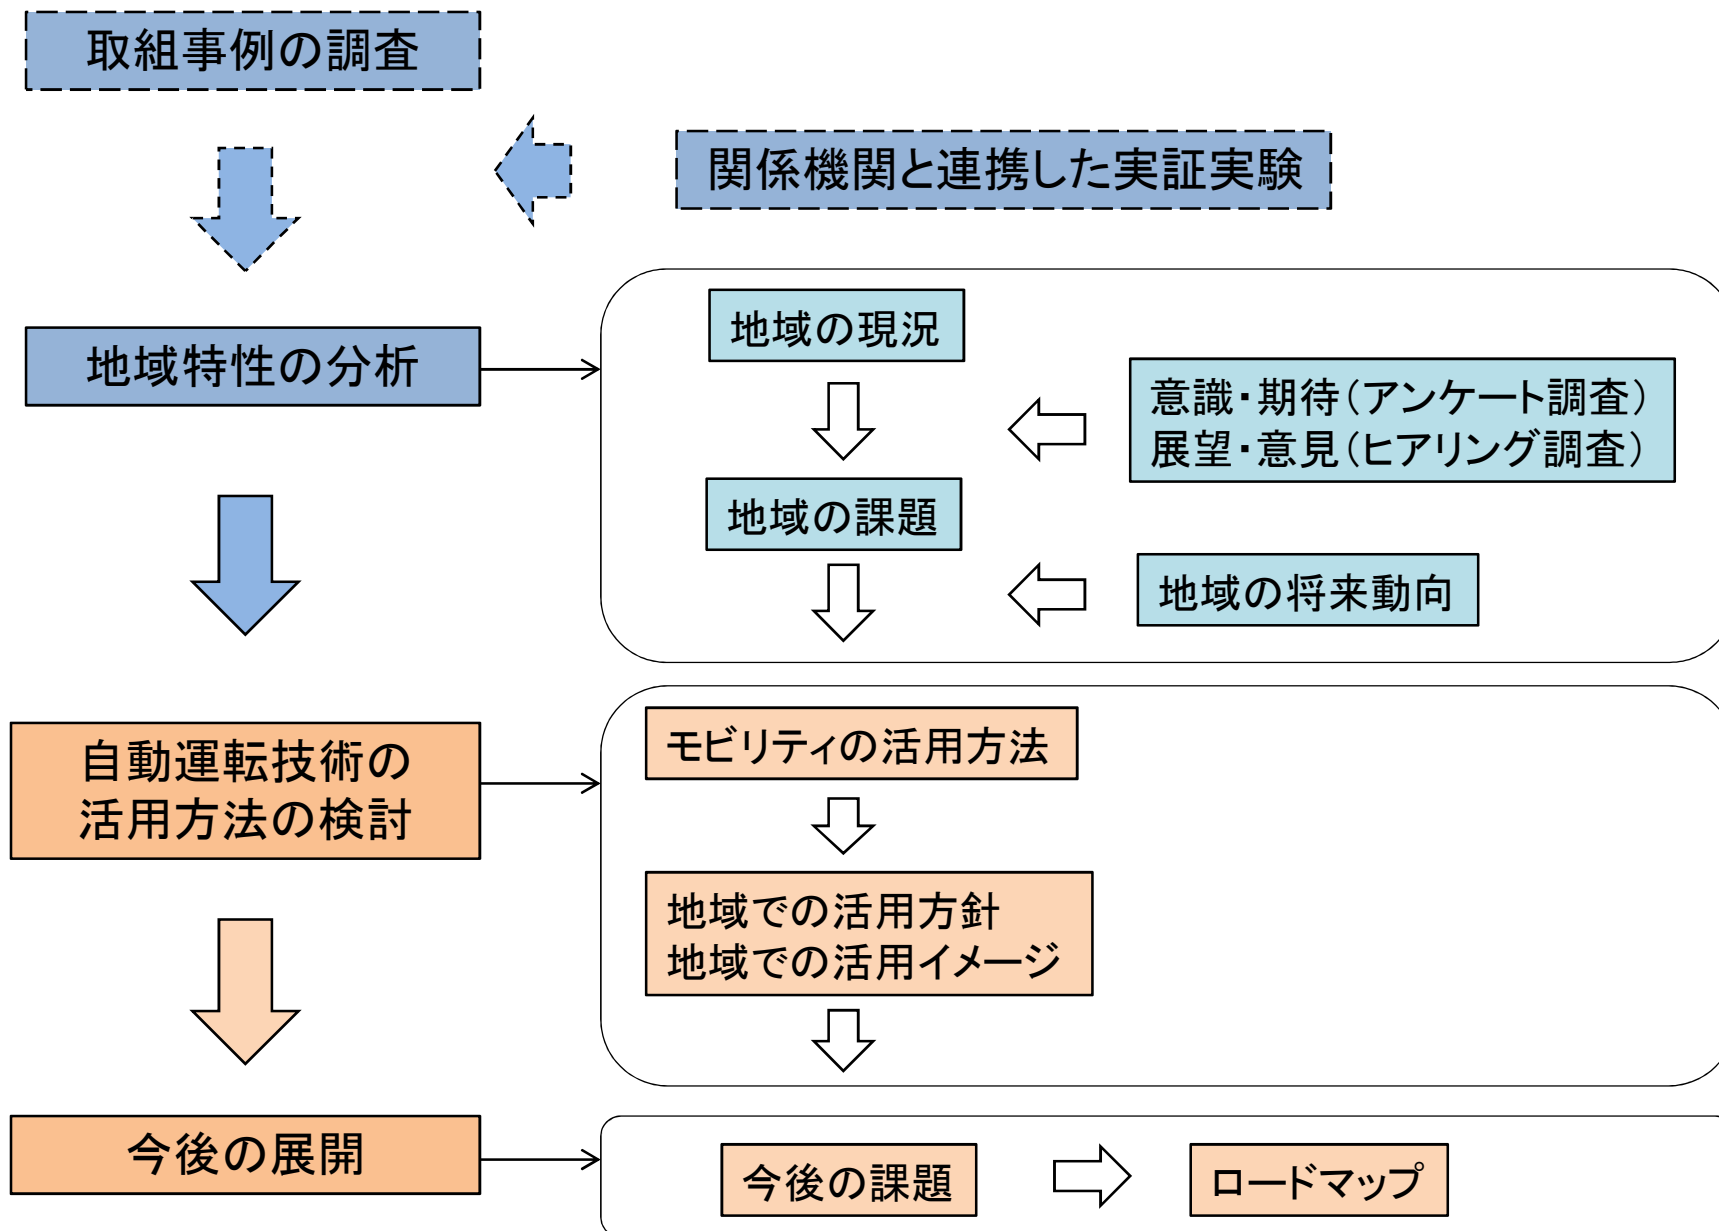 取組事例の調査
関係機関と連携した実証実験
地域特性の分析
地域の現況
意識・期待（アンケート調査）
展望・意見（ヒアリング調査）
地域の課題
地域の将来動向
自動運転技術の
活用方法の検討
モビリティの活用方法
地域での活用方針
地域での活用イメージ
今後の展開
今後の課題
ロードマップ